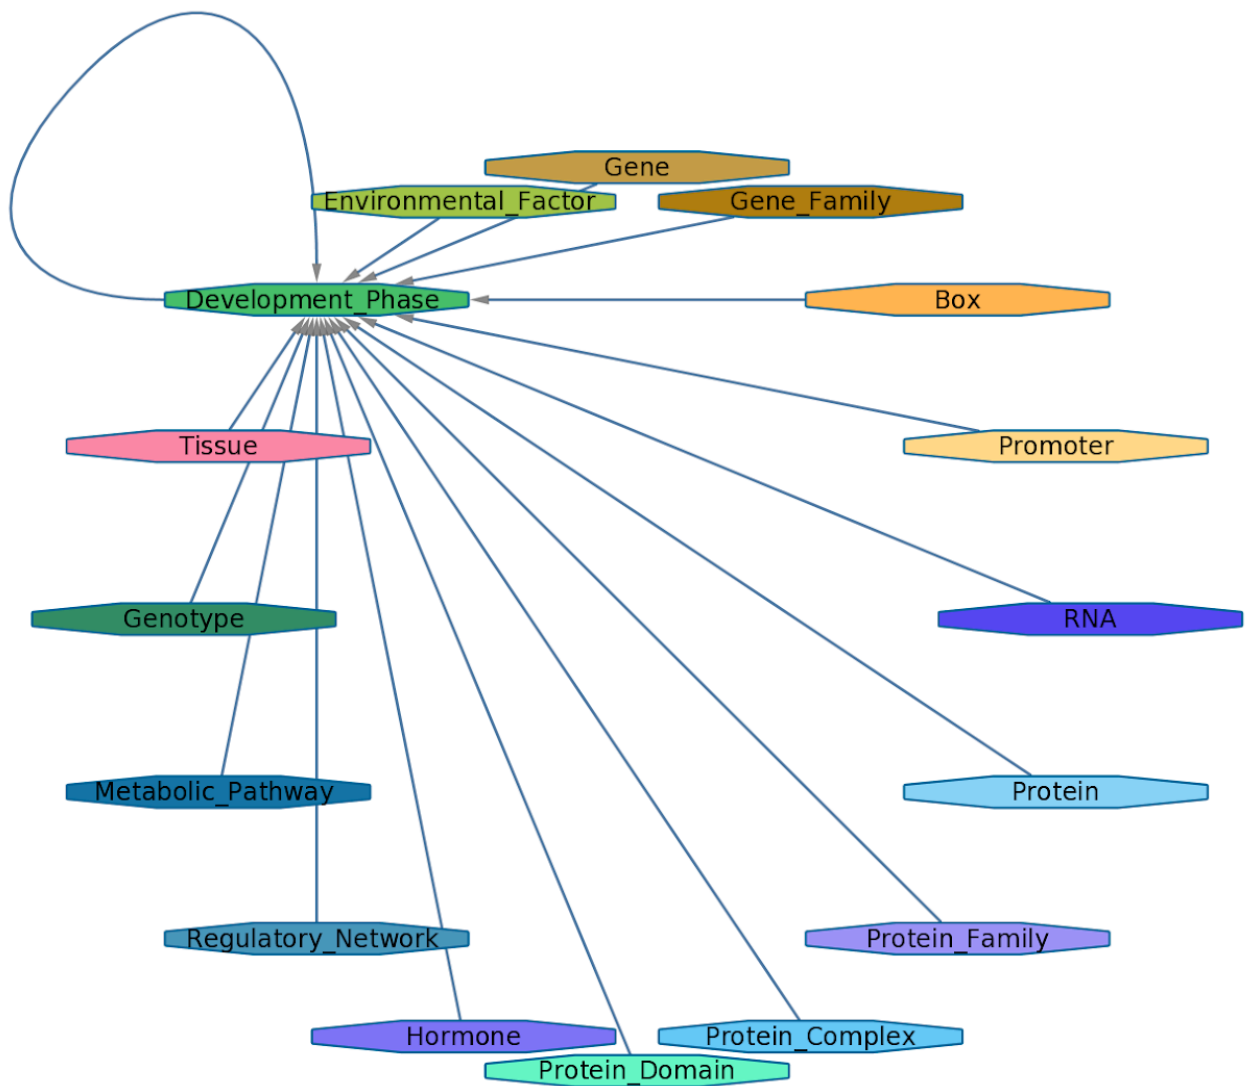 Gene
Environmental_Factor
Gene_Family
Development_Phase
Box
Tissue
Promoter
Genotype
RNA
Metabolic_Pathway
Protein
Regulatory_Network
Protein_Family
Hormone
Protein_Complex
Protein_Domain